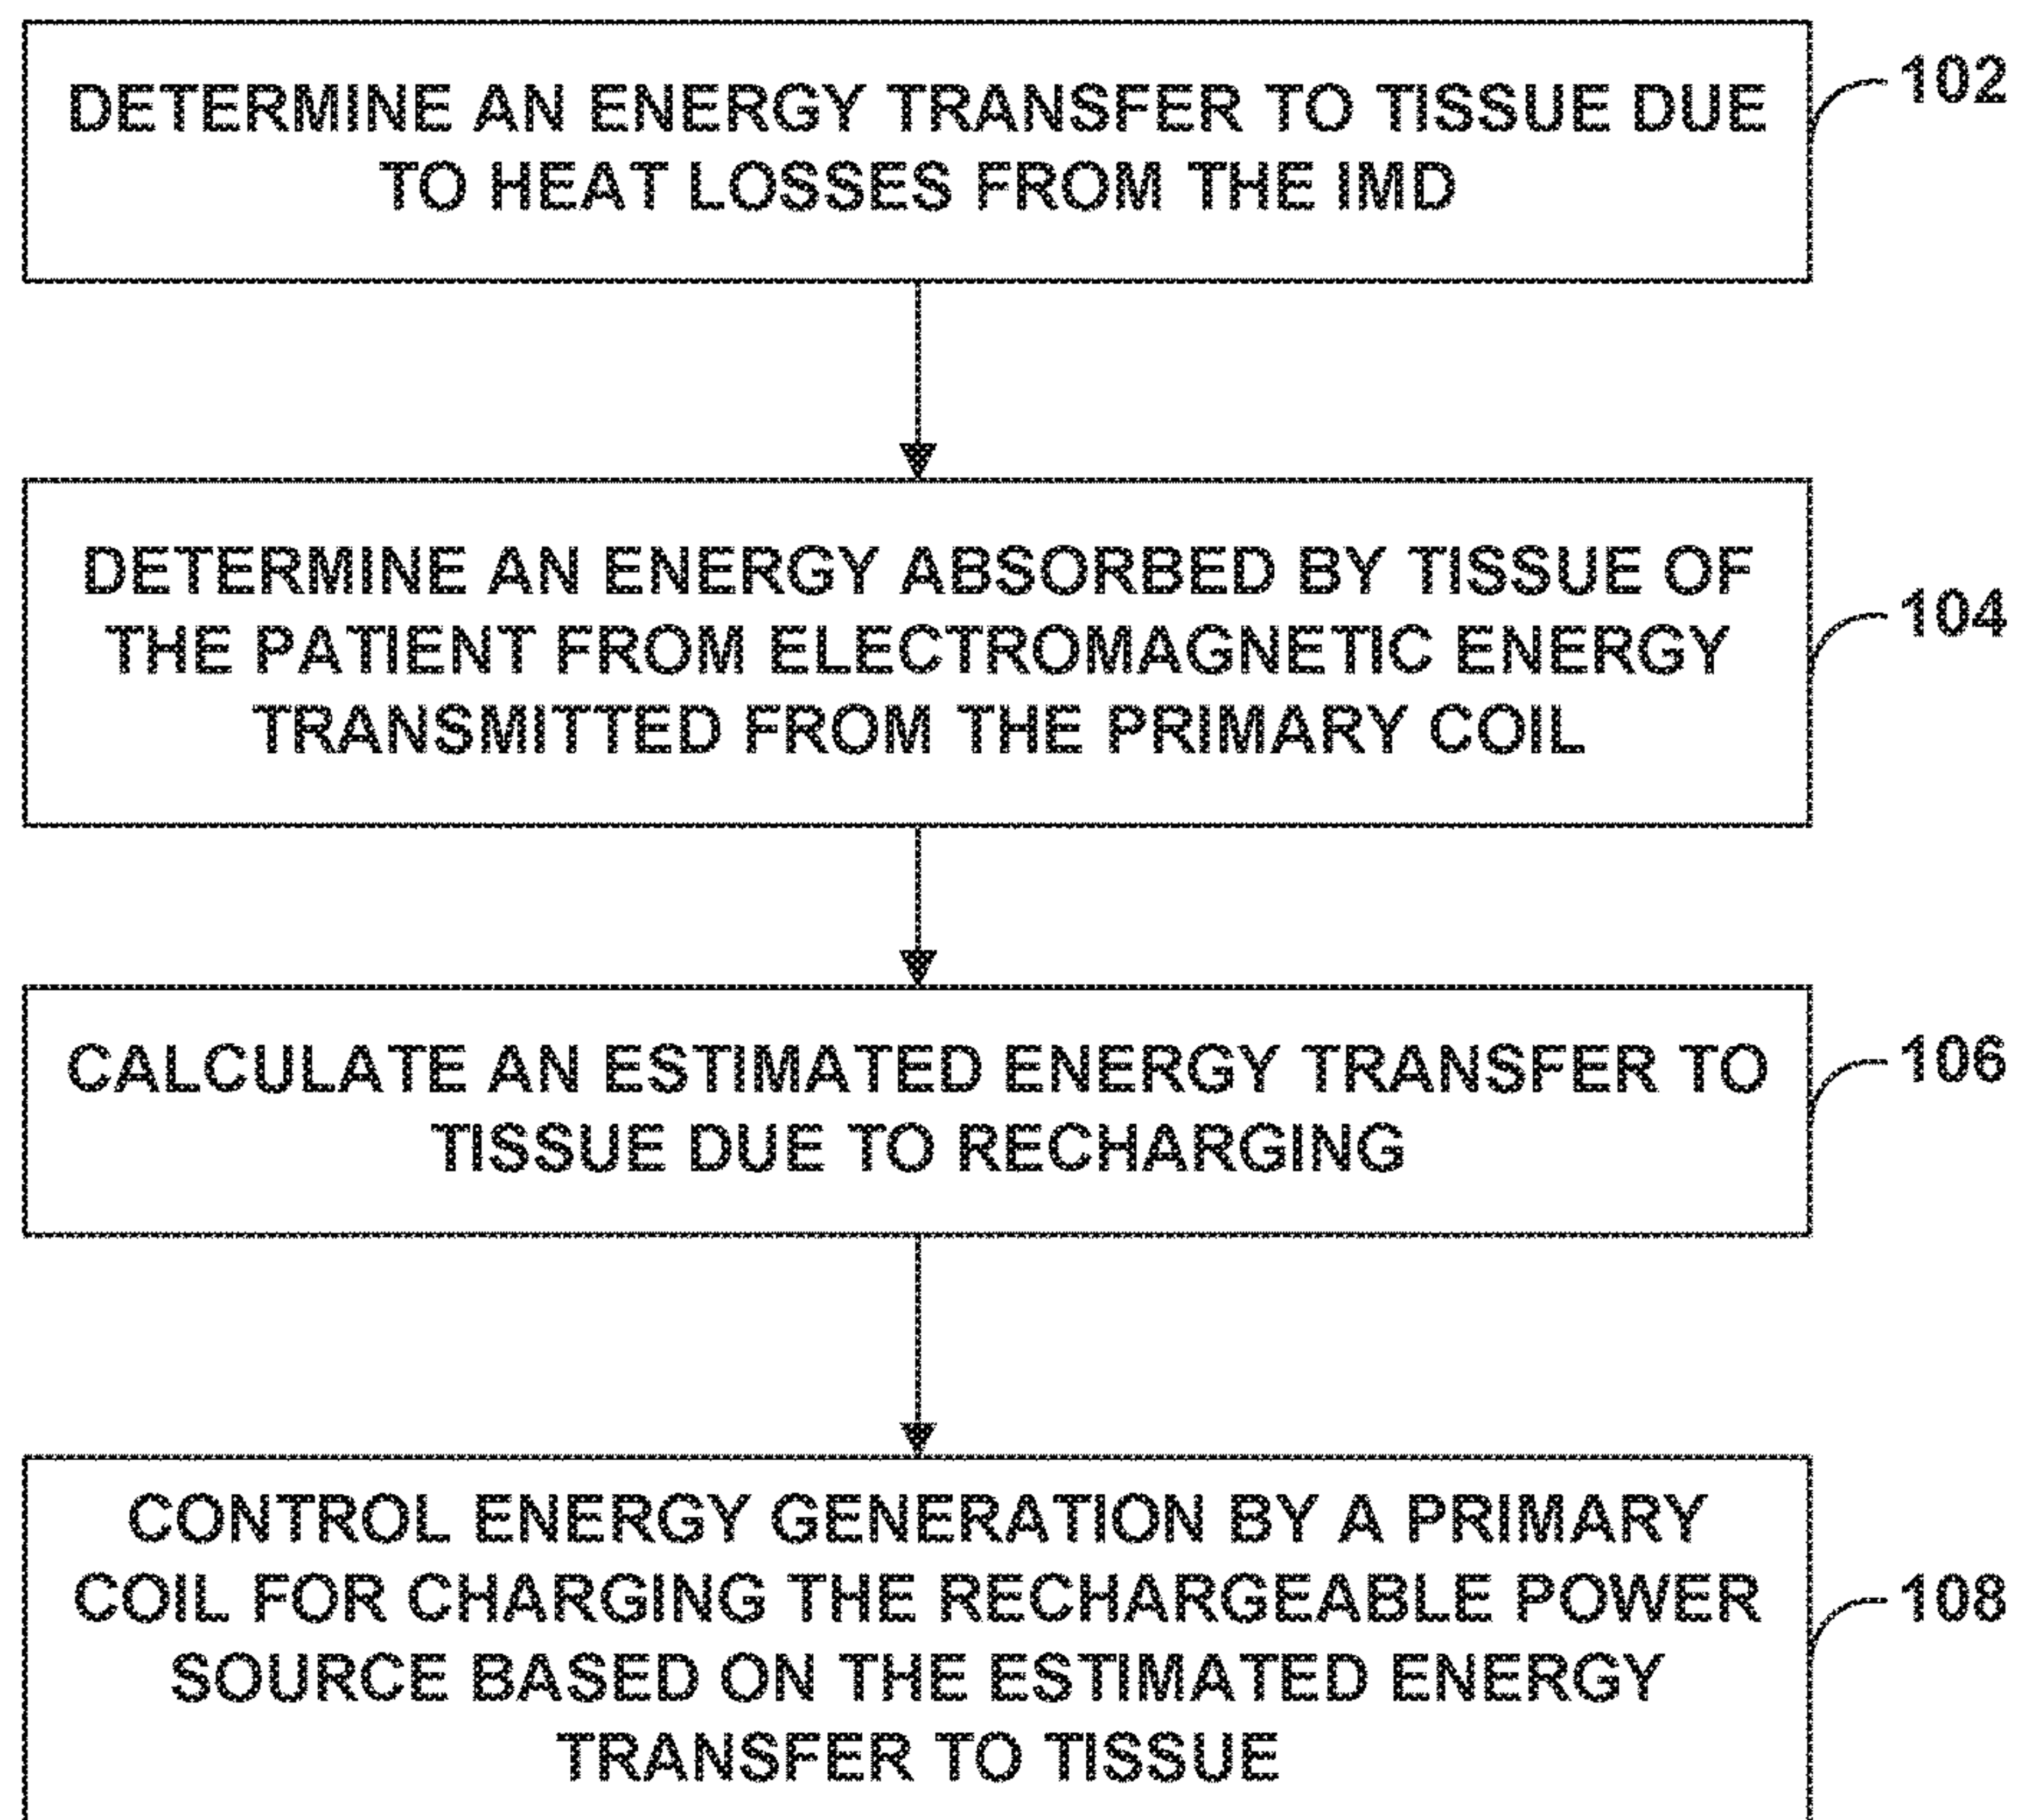 DETERMINE AN ENERGY TRANSFER TO TISSUE DUE
TO HEAT LOSSES FROM THE IMD
102
DETERMINE AN ENERGY ABSORBED BY TISSUE OF
THE PATIENT FROM ELECTROMAGNETIC ENERGY
TRANSMITTED FROM THE PRIMARY COIL
104
CALCULATE AN ESTIMATED ENERGY TRANSFER TO
TISSUE DUE TO RECHARGING
106
CONTROL ENERGY GENERATION BY A PRIMARY
COIL FOR CHARGING THE RECHARGEABLE POWER
SOURCE BASED ON THE ESTIMATED ENERGY
TRANSFER TO TISSUE
108